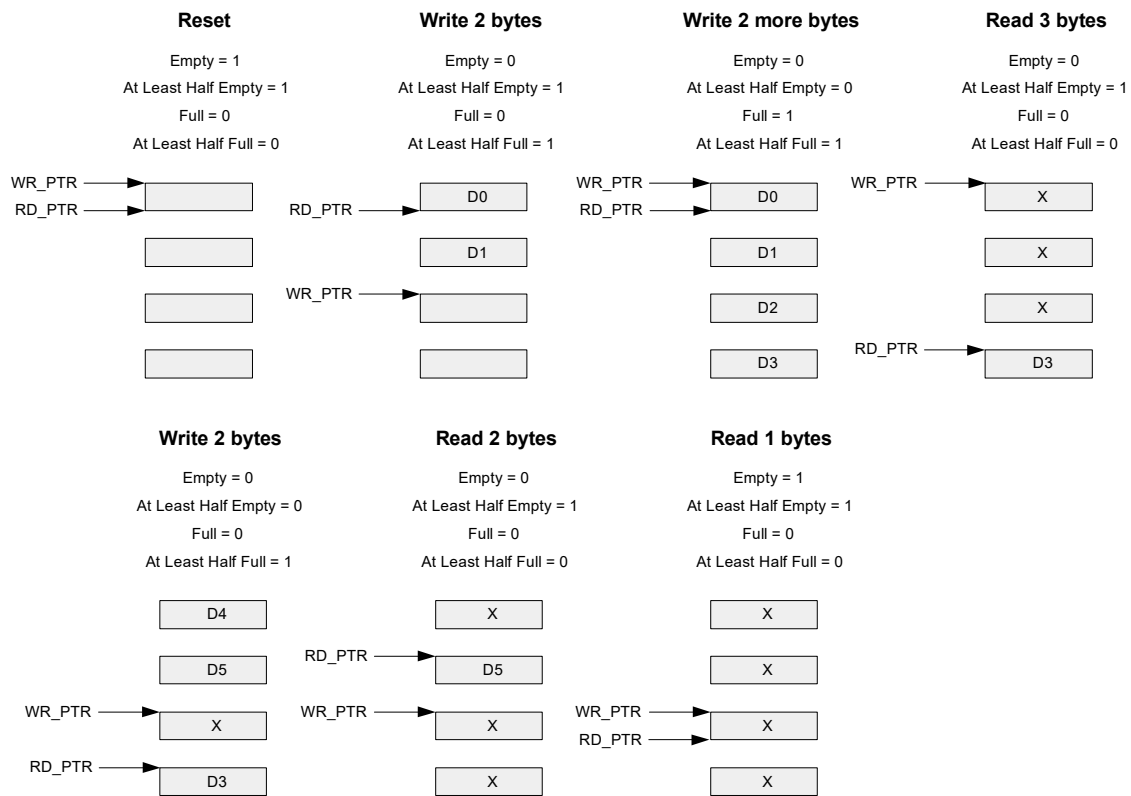 Reset
Empty = 1
At Least Half Empty = 1
Full = 0
At Least Half Full = 0
WR_PTR
RD_PTR
Write 2 bytes
Empty = 0
At Least Half Empty = 1
Full = 0
At Least Half Full = 1
D0
RD_PTR
D1
WR_PTR
Write 2 more bytes
Empty = 0
At Least Half Empty = 0
Full = 1
At Least Half Full = 1
WR_PTR
D0
RD_PTR
D1
D2
D3
Read 3 bytes
Empty = 0
At Least Half Empty = 1
Full = 0
At Least Half Full = 0
WR_PTR
X
X
X
RD_PTR
D3
Write 2 bytes
Empty = 0
At Least Half Empty = 0
Full = 0
At Least Half Full = 1
D4
D5
WR_PTR
X
RD_PTR
D3
Read 2 bytes
Empty = 0
At Least Half Empty = 1
Full = 0
At Least Half Full = 0
X
RD_PTR
D5
WR_PTR
X
X
Read 1 bytes
Empty = 1
At Least Half Empty = 1
Full = 0
At Least Half Full = 0
X
X
WR_PTR
X
RD_PTR
X